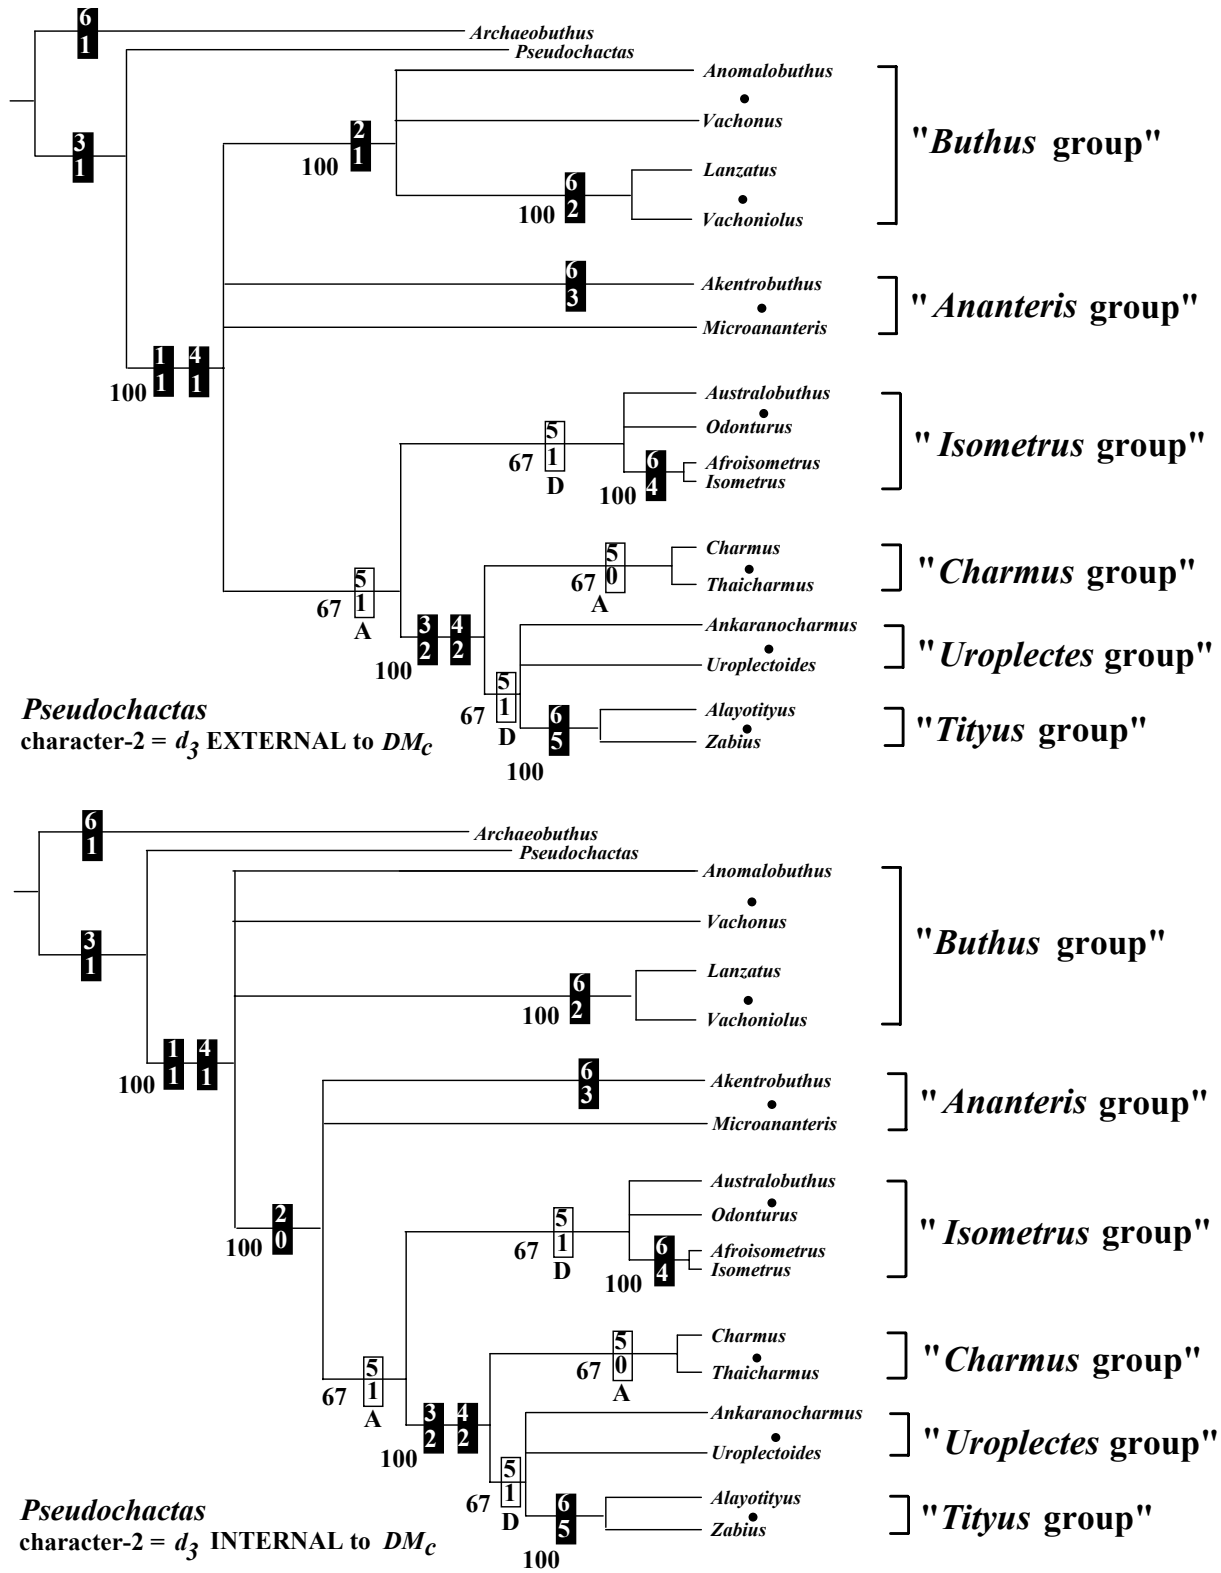 6
1
Archaeobuthus
Pseudochactas
3
1
Anomalobuthus
Vachonus
2
1
100
Lanzatus
6
2
100
Vachoniolus
"Buthus group"
6
3
Akentrobuthus
Microananteris
"Ananteris group"
1
1
4
1
100
Australobuthus
5
1
67
D
Odonturus
6
4
100
Afroisometrus
Isometrus
"Isometrus group"
Charmus
5
0
67
A
Thaicharmus
"Charmus group"
5
1
67
A
3
2
4
2
100
Ankaranocharmus
Uroplectoides
"Uroplectes group"
5
1
67
D
Alayotityus
6
5
100
Zabius
"Tityus group"
Pseudochactas
character-2 = d3 EXTERNAL to DMc
6
1
Archaeobuthus
Pseudochactas
3
1
Anomalobuthus
Vachonus
Lanzatus
6
2
100
Vachoniolus
"Buthus group"
1
1
4
1
100
6
3
Akentrobuthus
Microananteris
"Ananteris group"
2
0
100
Australobuthus
5
1
67
D
Odonturus
6
4
100
Afroisometrus
Isometrus
"Isometrus group"
Charmus
5
0
67
A
Thaicharmus
"Charmus group"
5
1
67
A
3
2
4
2
100
Ankaranocharmus
Uroplectoides
"Uroplectes group"
5
1
67
D
Alayotityus
6
5
100
Zabius
"Tityus group"
Pseudochactas
character-2 = d3 INTERNAL to DMc